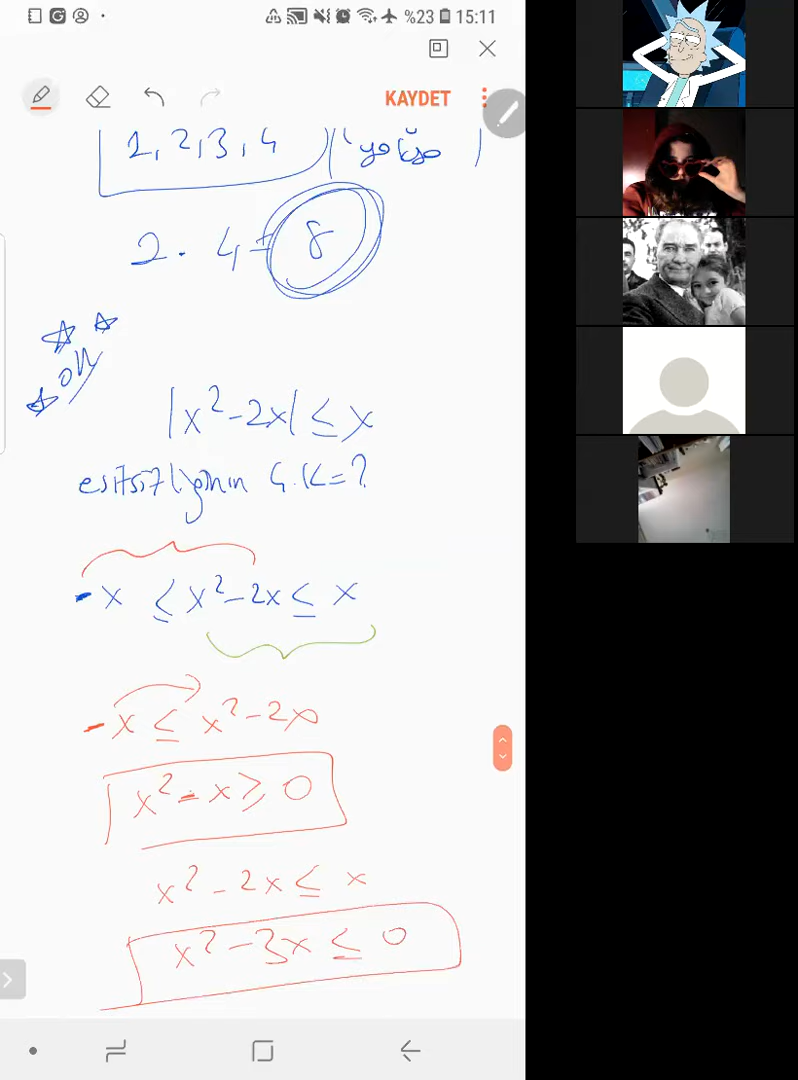 %23 15:11
KAYDET
1, 2, 3, 4
2 . 4 = 8
|x² - 2x| ≤ x
Ç.K = ?
-x ≤ x² - 2x ≤ x
-x ≤ x² - 2x
x² - x ≥ 0
x² - 2x ≤ x
x² - 3x ≤ 0